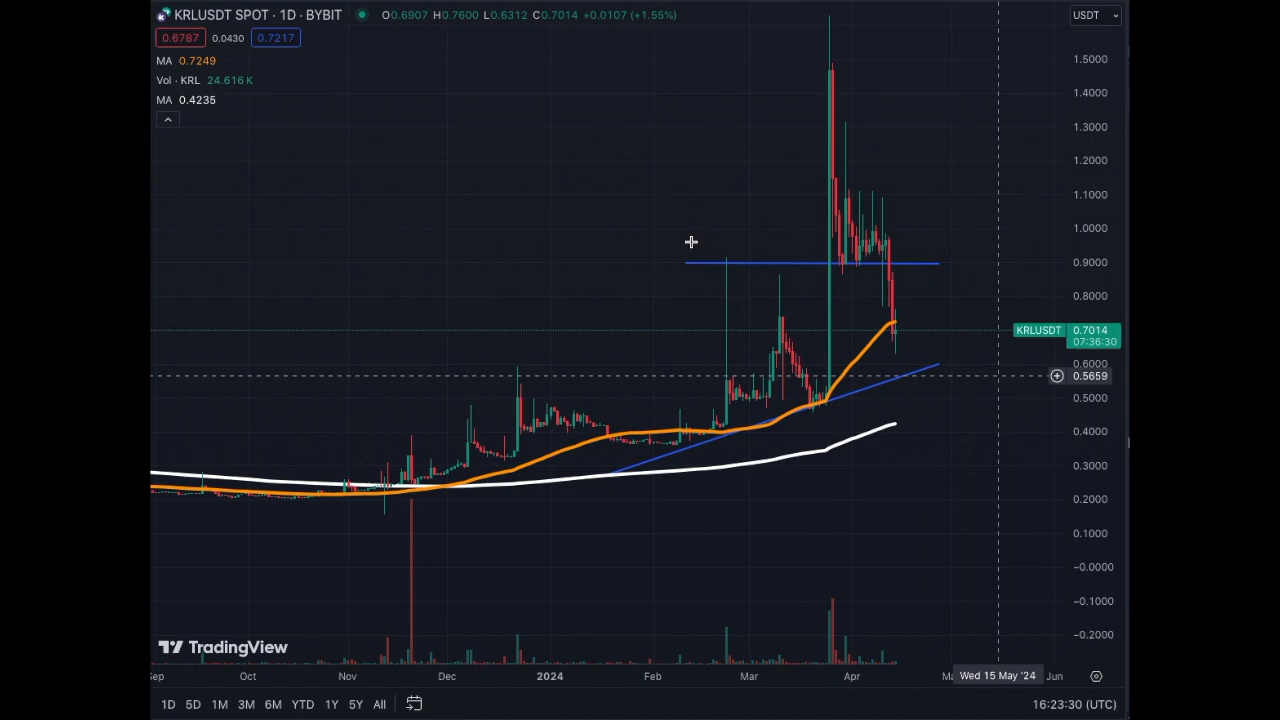 KRLUSDT SPOT · 1D · BYBIT O0.6907 H0.7600 L0.6312 C0.7014 +0.0107 (+1.55%) USDT
0.6787 0.0430 0.7217
MA 0.7249
Vol · KRL 24.616 K
MA 0.4235
1.5000
1.4000
1.3000
1.2000
1.1000
1.0000
0.9000
0.8000
KRLUSDT 0.7014
07:36:30
0.6000
0.5659
0.5000
0.4000
0.3000
0.2000
0.1000
−0.0000
−0.1000
−0.2000
TradingView
Sep Oct Nov Dec 2024 Feb Mar Apr Ma Wed 15 May '24 Jun
1D 5D 1M 3M 6M YTD 1Y 5Y All 16:23:30 (UTC)